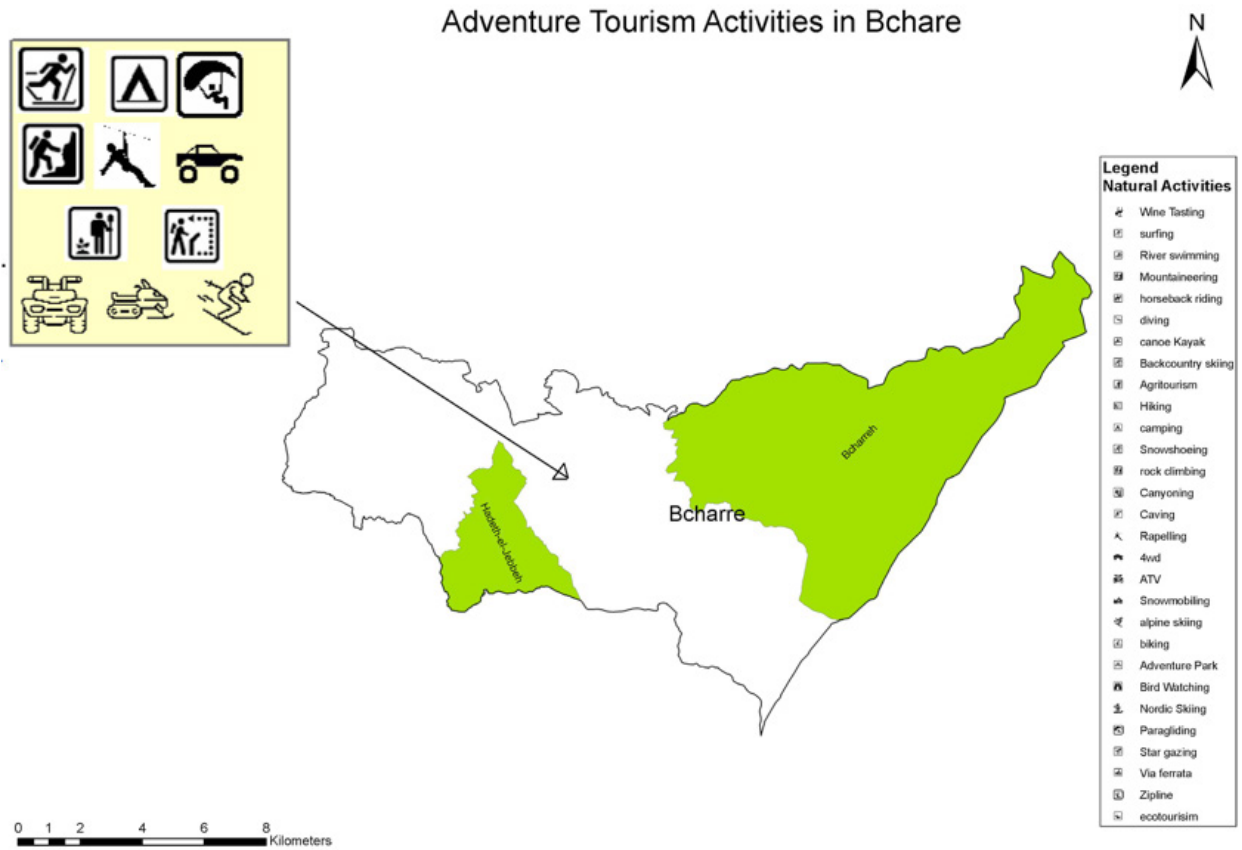 Adventure Tourism Activities in Bchare
N
Legend
Natural Activities
Wine Tasting
surfing
River swimming
Mountaineering
horseback riding
diving
canoe Kayak
Backcountry skiing
Agritourism
Hiking
camping
Snowshoeing
rock climbing
Canyoning
Caving
Rapelling
4wd
ATV
Snowmobiling
alpine skiing
biking
Adventure Park
Bird Watching
Nordic Skiing
Paragliding
Star gazing
Via ferrata
Zipline
ecotourisim
Bcharreh
Bcharre
Hadeth-el-Jebbeh
0 1 2 4 6 8
Kilometers